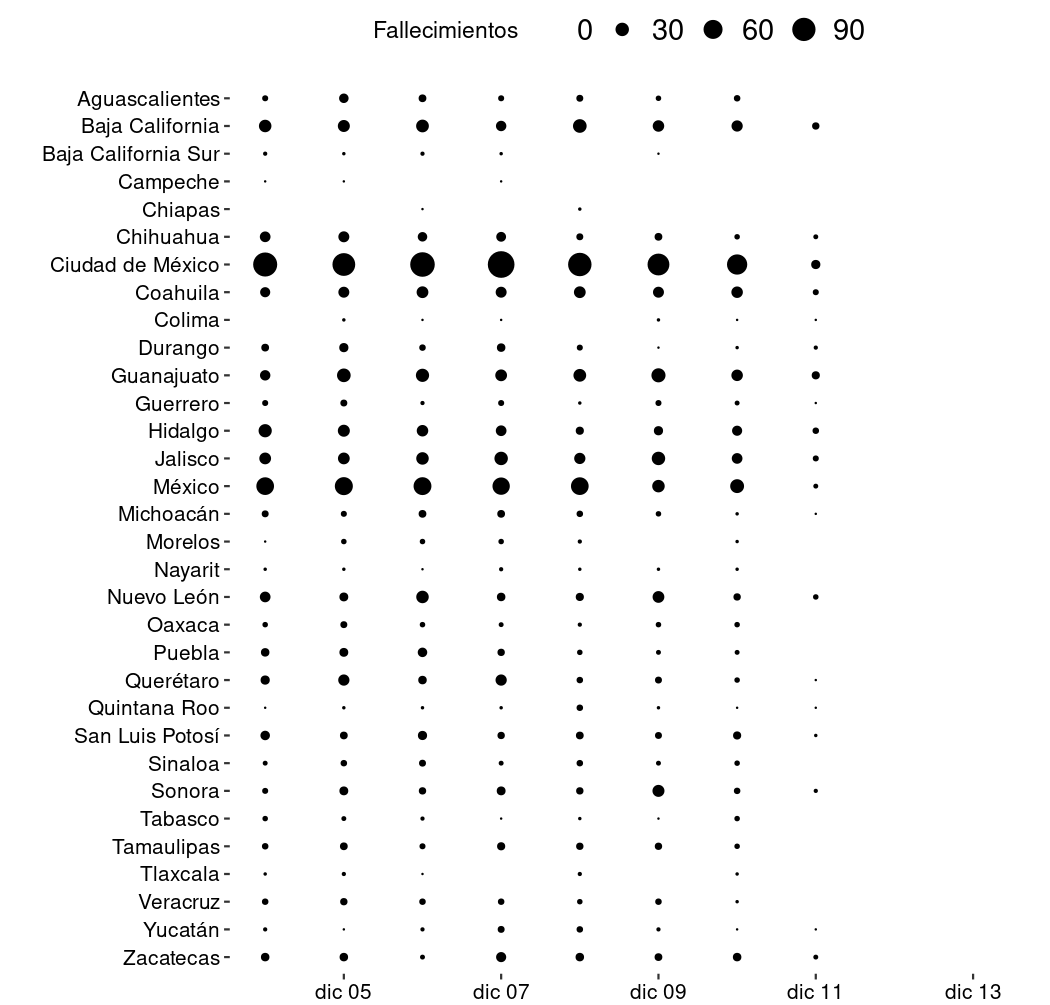 Fallecimientos 0 30 60 90
Aguascalientes
Baja California
Baja California Sur
Campeche
Chiapas
Chihuahua
Ciudad de México
Coahuila
Colima
Durango
Guanajuato
Guerrero
Hidalgo
Jalisco
México
Michoacán
Morelos
Nayarit
Nuevo León
Oaxaca
Puebla
Querétaro
Quintana Roo
San Luis Potosí
Sinaloa
Sonora
Tabasco
Tamaulipas
Tlaxcala
Veracruz
Yucatán
Zacatecas
dic 05 dic 07 dic 09 dic 11 dic 13